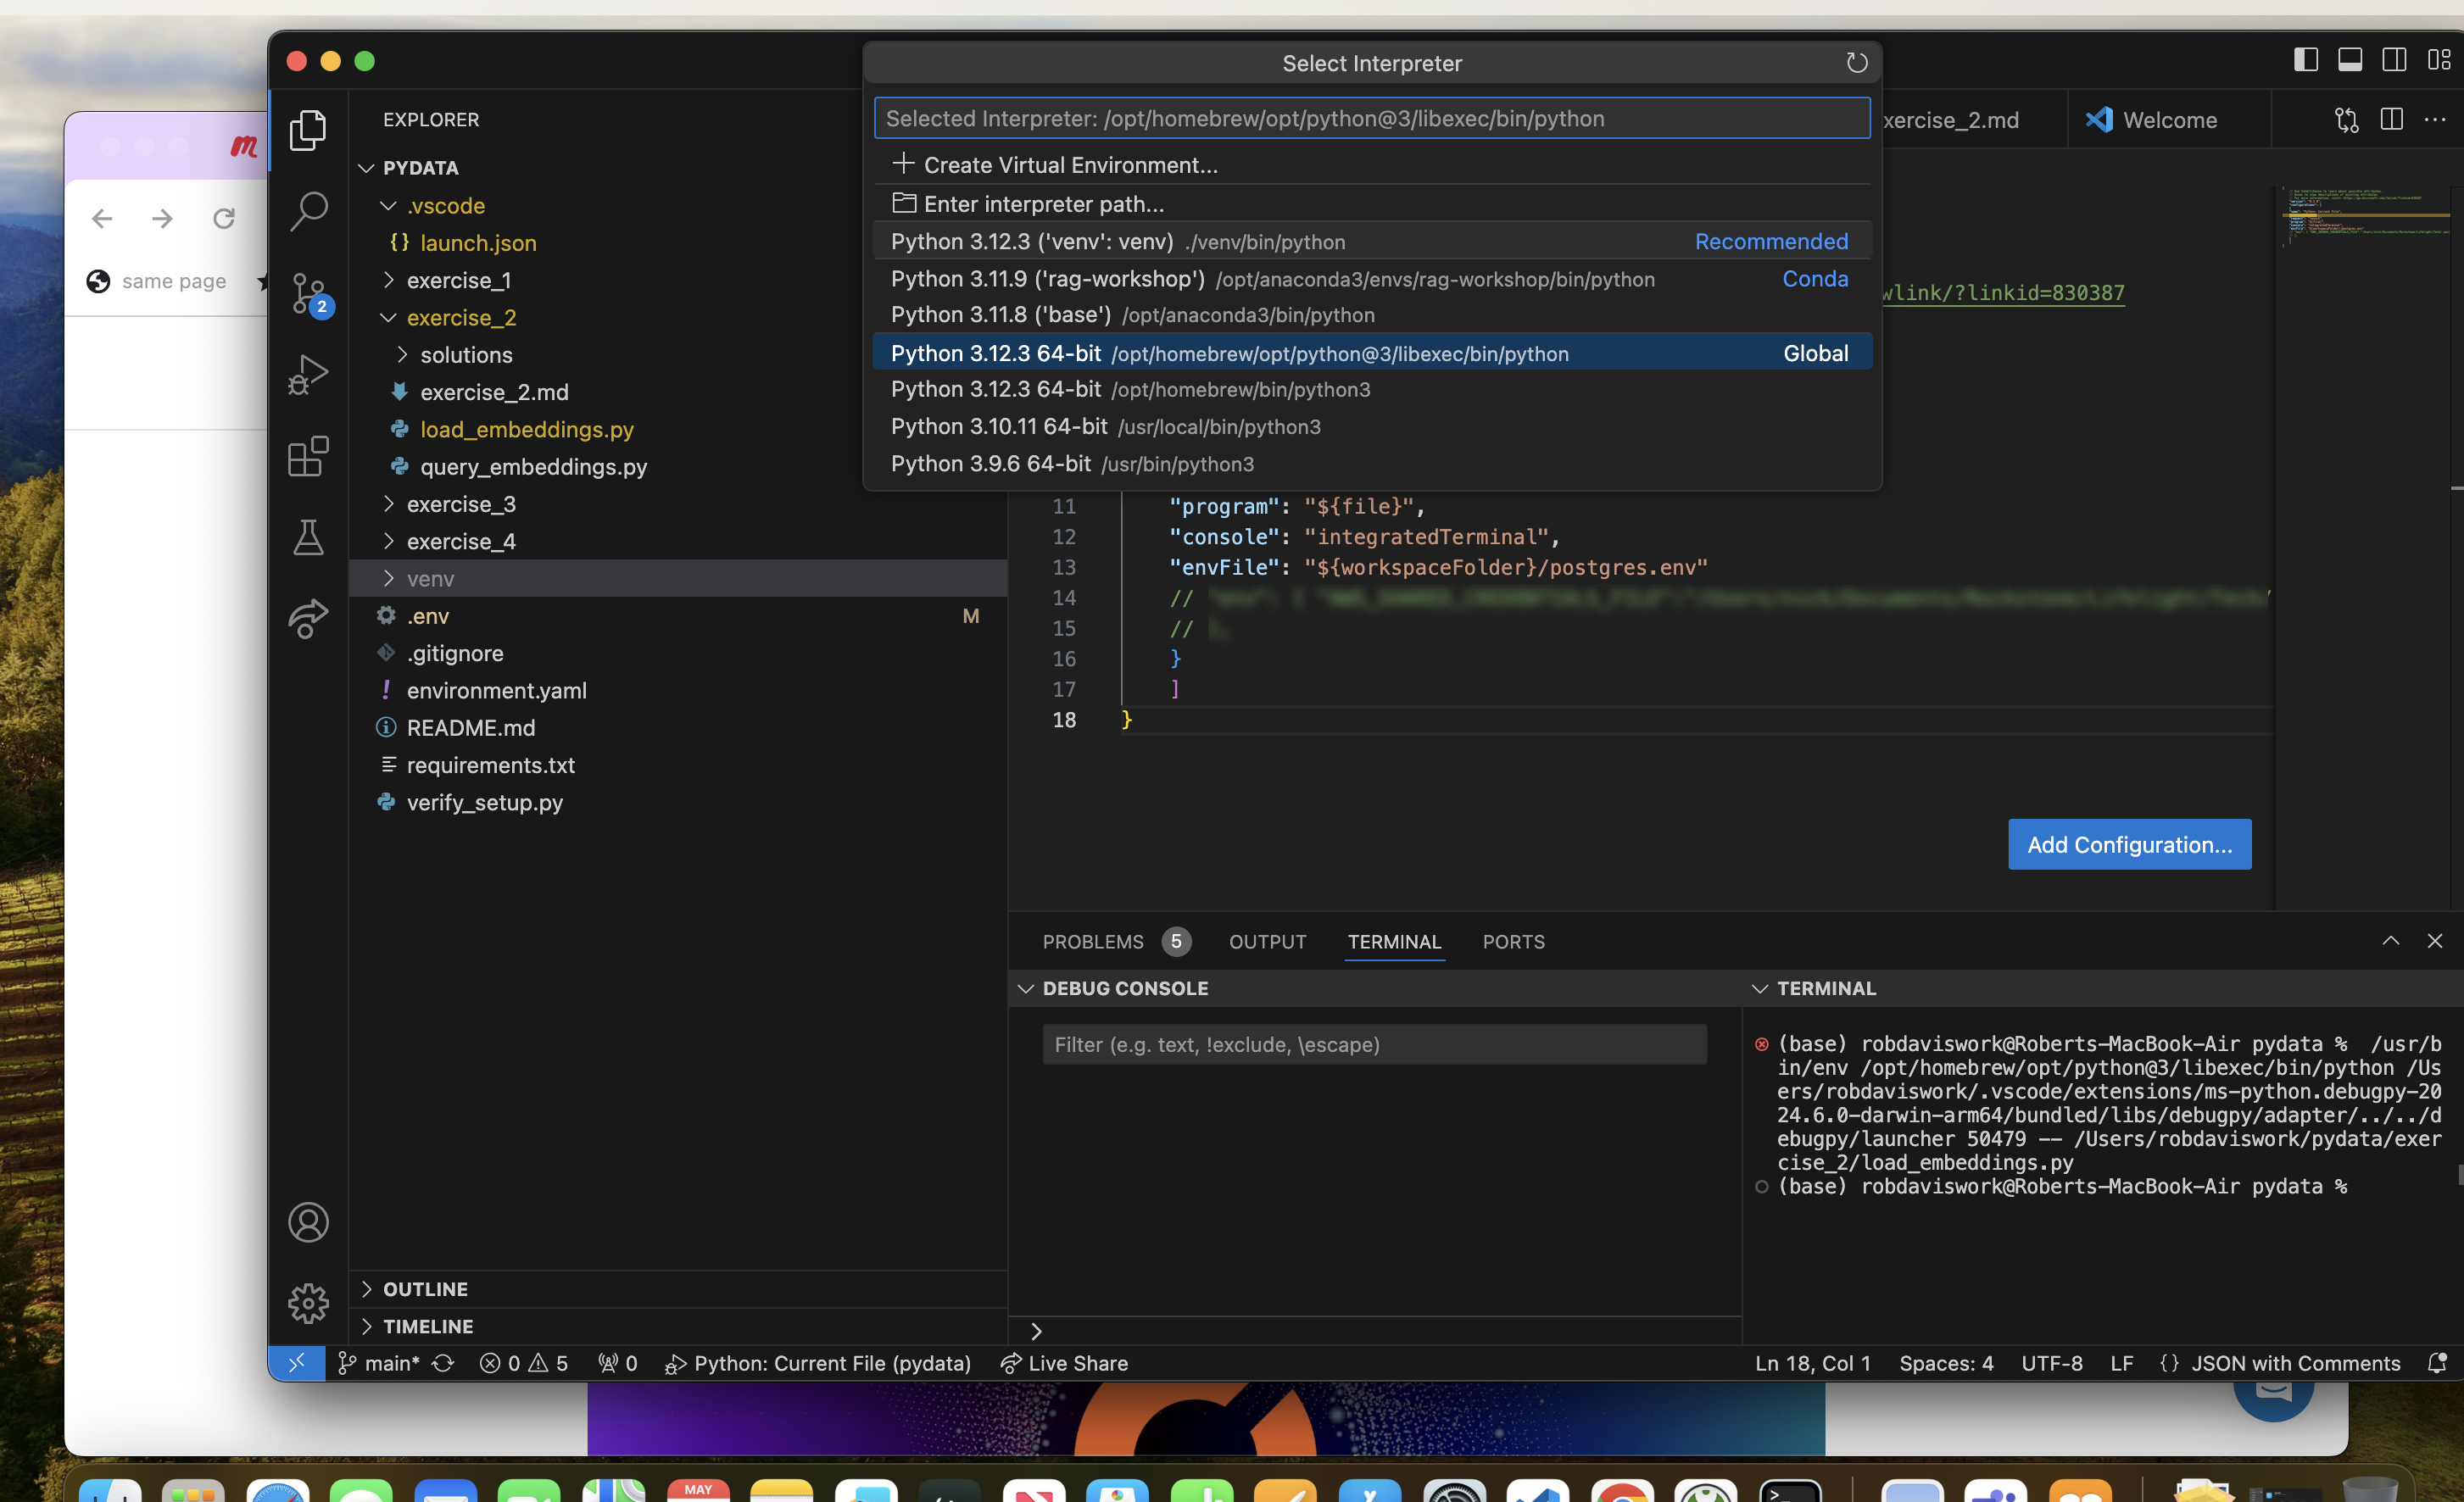 Select Interpreter
Selected Interpreter: /opt/homebrew/opt/python@3/libexec/bin/python
Create Virtual Environment...
Enter interpreter path...
Python 3.12.3 ('venv': venv) ./venv/bin/python Recommended
Python 3.11.9 ('rag-workshop') /opt/anaconda3/envs/rag-workshop/bin/python Conda
Python 3.11.8 ('base') /opt/anaconda3/bin/python
Python 3.12.3 64-bit /opt/homebrew/opt/python@3/libexec/bin/python Global
Python 3.12.3 64-bit /opt/homebrew/bin/python3
Python 3.10.11 64-bit /usr/local/bin/python3
Python 3.9.6 64-bit /usr/bin/python3
same page
EXPLORER
PYDATA
.vscode
{} launch.json
exercise_1
exercise_2
solutions
exercise_2.md
load_embeddings.py
query_embeddings.py
exercise_3
exercise_4
venv
.env M
.gitignore
! environment.yaml
README.md
requirements.txt
verify_setup.py
OUTLINE
TIMELINE
2
xercise_2.md
Welcome
wlink/?linkid=830387
11 "program": "${file}",
12 "console": "integratedTerminal",
13 "envFile": "${workspaceFolder}/postgres.env"
14 //
15 //
16 }
17 ]
18 }
Add Configuration...
PROBLEMS 5 OUTPUT TERMINAL PORTS
DEBUG CONSOLE
Filter (e.g. text, !exclude, \escape)
TERMINAL
(base) robdaviswork@Roberts-MacBook-Air pydata % /usr/b
in/env /opt/homebrew/opt/python@3/libexec/bin/python /Us
ers/robdaviswork/.vscode/extensions/ms-python.debugpy-20
24.6.0-darwin-arm64/bundled/libs/debugpy/adapter/../../d
ebugpy/launcher 50479 -- /Users/robdaviswork/pydata/exer
cise_2/load_embeddings.py
(base) robdaviswork@Roberts-MacBook-Air pydata %
main* 0 5 0 Python: Current File (pydata) Live Share Ln 18, Col 1 Spaces: 4 UTF-8 LF {} JSON with Comments
MAY